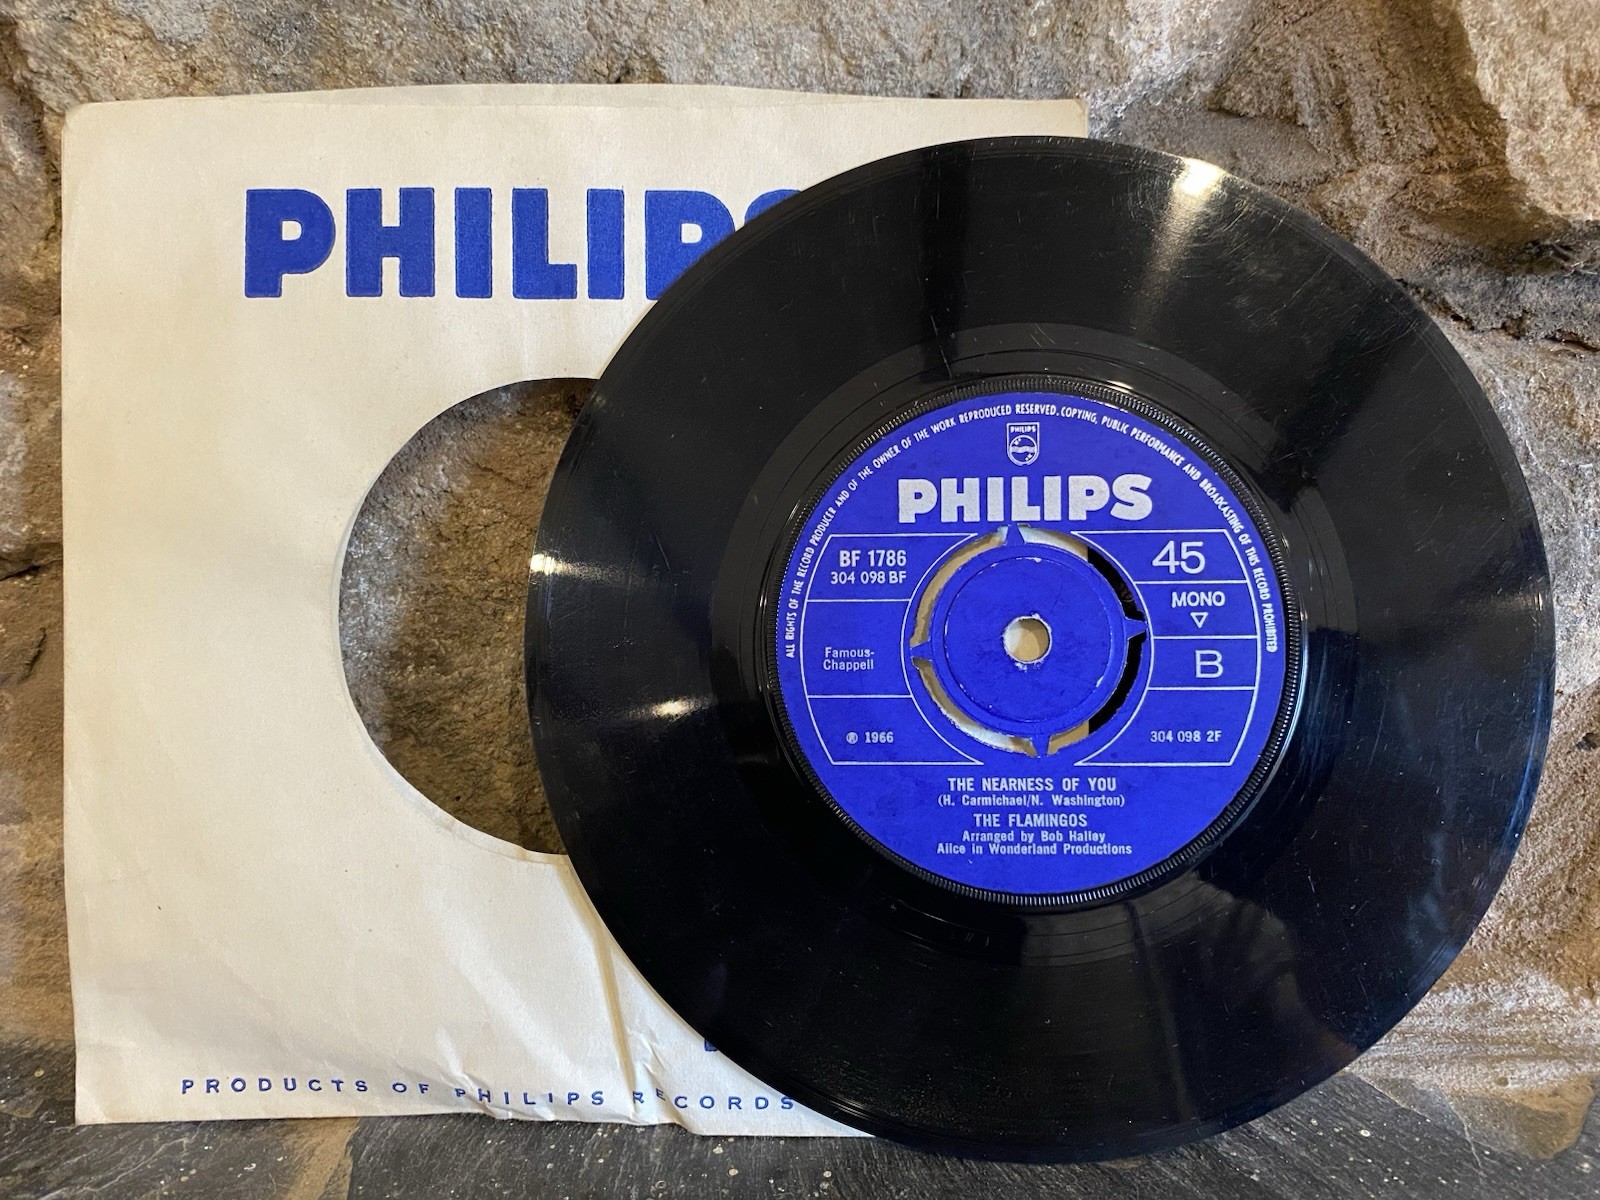 PHILIPS
PRODUCTS OF PHILIPS RECORDS
ALL RIGHTS OF THE RECORD PRODUCER AND OF THE OWNER OF THE WORK REPRODUCED RESERVED. COPYING, PUBLIC PERFORMANCE AND BROADCASTING OF THIS RECORD PROHIBITED
PHILIPS
PHILIPS
BF 1786
304 098 BF
Famous-
Chappell
℗ 1966
45
MONO
▽
B
304 098 2F
THE NEARNESS OF YOU
(H. Carmichael/N. Washington)
THE FLAMINGOS
Arranged by Bob Halley
Alice in Wonderland Productions